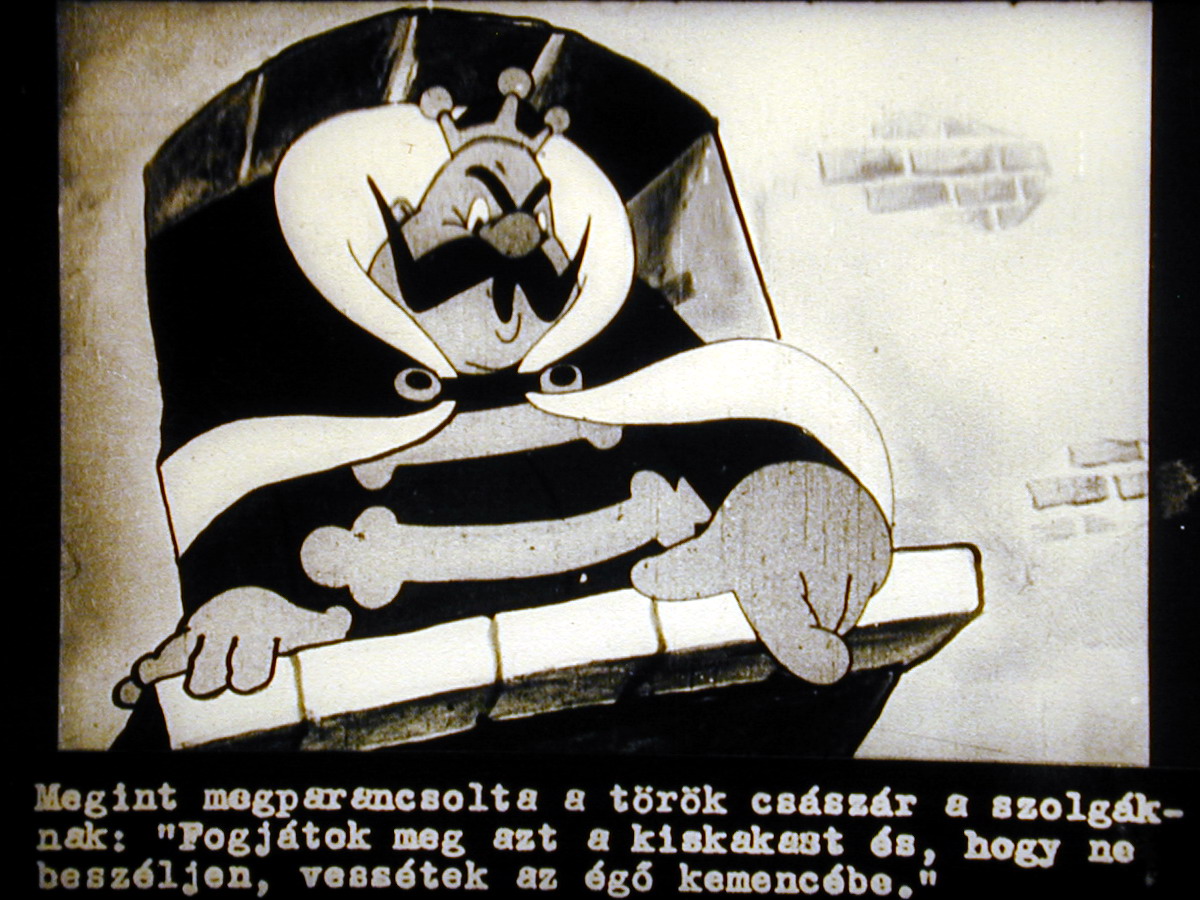 Megint megparancsolta a török császár a szolgák-
nak: "Fogjátok meg azt a kiskakast és, hogy ne
beszéljen, vessétek az égő kemencébe."